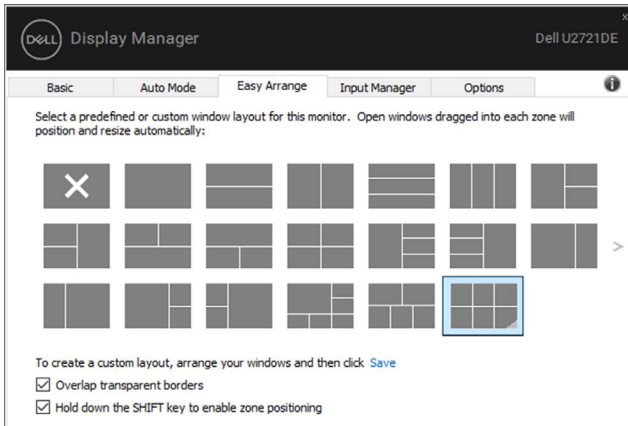 DELL Display Manager
Dell U2721DE
Basic Auto Mode Easy Arrange Input Manager Options
Select a predefined or custom window layout for this monitor. Open windows dragged into each zone will
position and resize automatically:
To create a custom layout, arrange your windows and then click Save
Overlap transparent borders
Hold down the SHIFT key to enable zone positioning